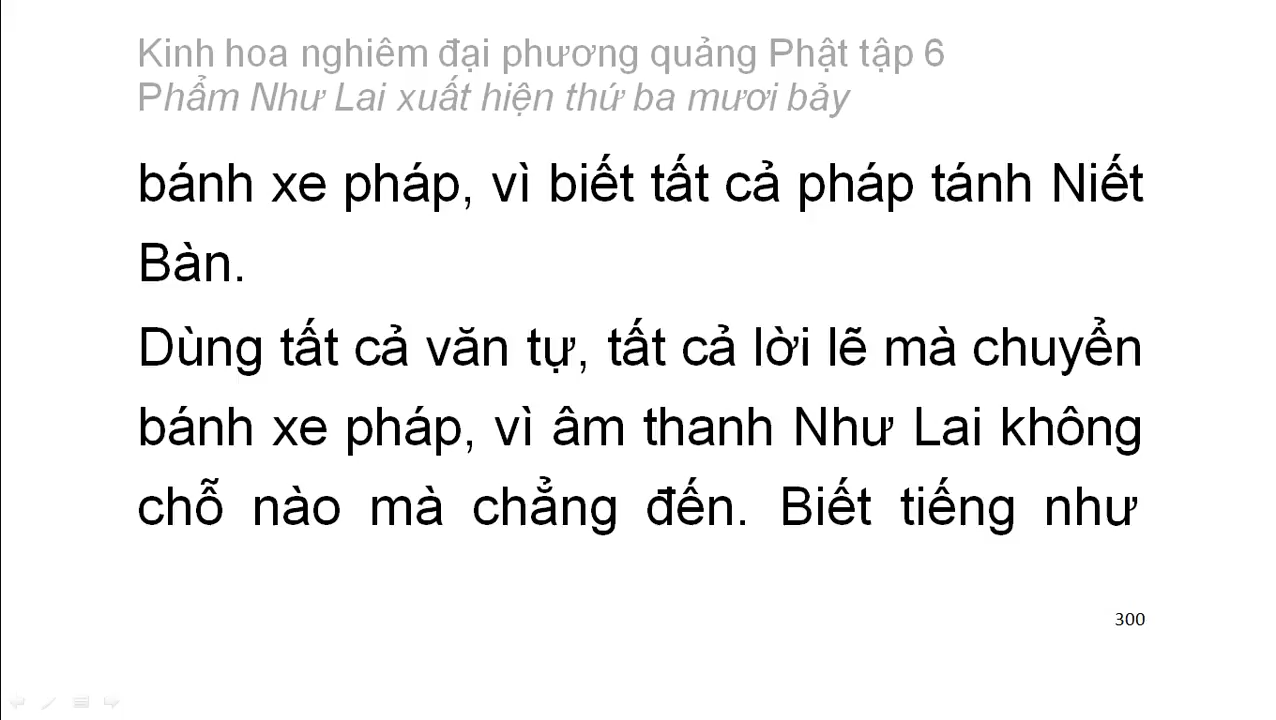 Kinh hoa nghiêm đại phương quảng Phật tập 6
Phẩm Như Lai xuất hiện thứ ba mươi bảy
bánh xe pháp, vì biết tất cả pháp tánh Niết
Bàn.
Dùng tất cả văn tự, tất cả lời lẽ mà chuyển
bánh xe pháp, vì âm thanh Như Lai không
chỗ nào mà chẳng đến. Biết tiếng như
300